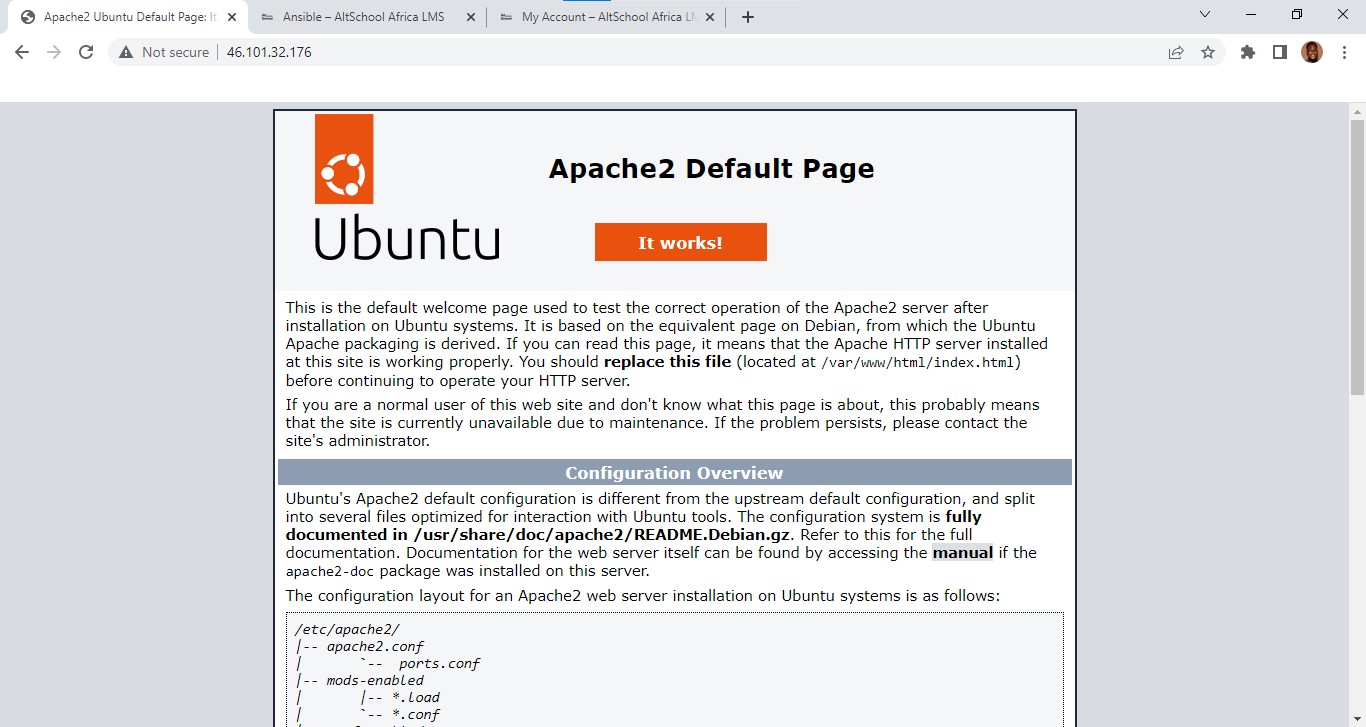 Apache2 Ubuntu Default Page: It
Ansible – AltSchool Africa LMS
My Account – AltSchool Africa LM
Not secure
46.101.32.176
Apache2 Default Page
Ubuntu
It works!
This is the default welcome page used to test the correct operation of the Apache2 server after
installation on Ubuntu systems. It is based on the equivalent page on Debian, from which the Ubuntu
Apache packaging is derived. If you can read this page, it means that the Apache HTTP server installed
at this site is working properly. You should replace this file (located at /var/www/html/index.html)
before continuing to operate your HTTP server.
If you are a normal user of this web site and don't know what this page is about, this probably means
that the site is currently unavailable due to maintenance. If the problem persists, please contact the
site's administrator.
Configuration Overview
Ubuntu's Apache2 default configuration is different from the upstream default configuration, and split
into several files optimized for interaction with Ubuntu tools. The configuration system is fully
documented in /usr/share/doc/apache2/README.Debian.gz. Refer to this for the full
documentation. Documentation for the web server itself can be found by accessing the manual if the
apache2-doc package was installed on this server.
The configuration layout for an Apache2 web server installation on Ubuntu systems is as follows:
/etc/apache2/
|-- apache2.conf
|       `--  ports.conf
|-- mods-enabled
|       |-- *.load
|       `-- *.conf